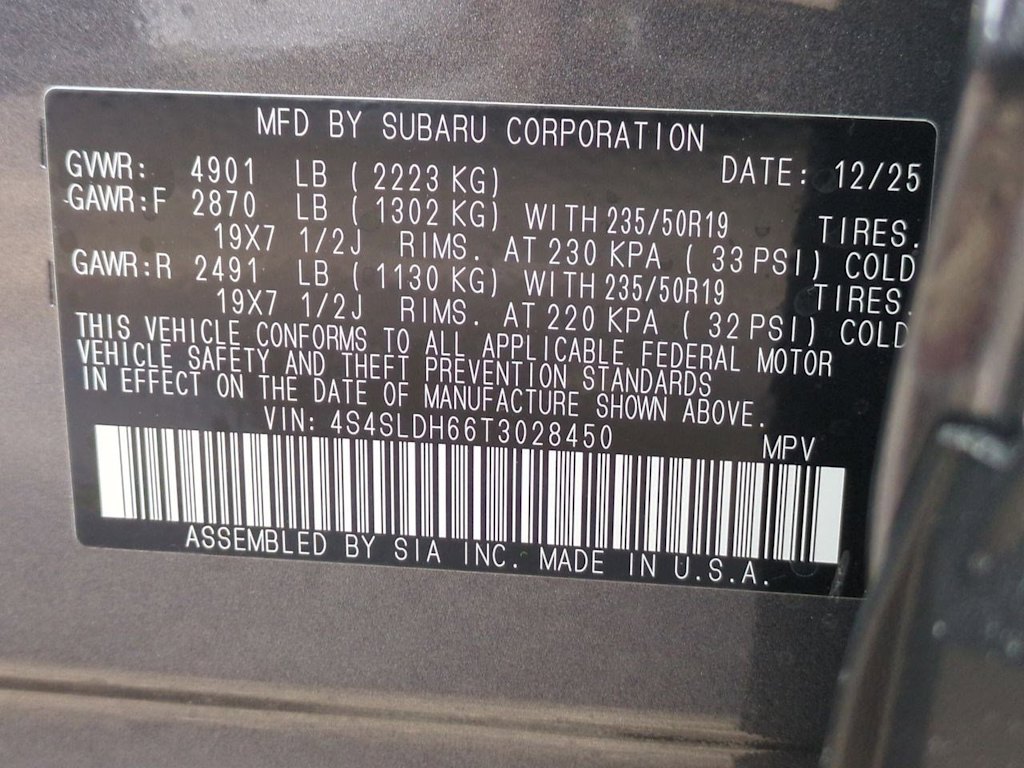 MFD BY SUBARU CORPORATION
GVWR: 4901 LB ( 2223 KG) DATE: 12/25
GAWR:F 2870 LB ( 1302 KG) WITH 235/50R19 TIRES.
19X7 1/2J RIMS. AT 230 KPA ( 33 PSI) COLD
GAWR:R 2491 LB ( 1130 KG) WITH 235/50R19 TIRES.
19X7 1/2J RIMS. AT 220 KPA ( 32 PSI) COLD
THIS VEHICLE CONFORMS TO ALL APPLICABLE FEDERAL MOTOR
VEHICLE SAFETY AND THEFT PREVENTION STANDARDS
IN EFFECT ON THE DATE OF MANUFACTURE SHOWN ABOVE.
VIN: 4S4SLDH66T3028450 MPV
ASSEMBLED BY SIA INC. MADE IN U.S.A.